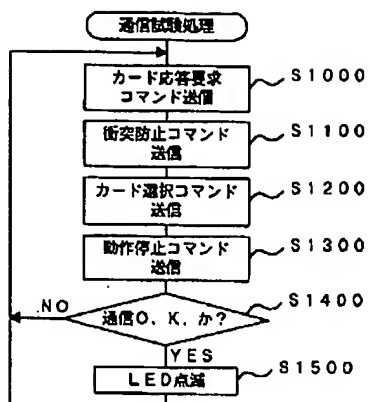 通信試験処理
カード応答要求
コマンド送信
S1000
衝突防止コマンド
送信
S1100
カード選択コマンド
送信
S1200
動作停止コマンド
送信
S1300
通信O．K．か？
S1400
NO
YES
LED点滅
S1500